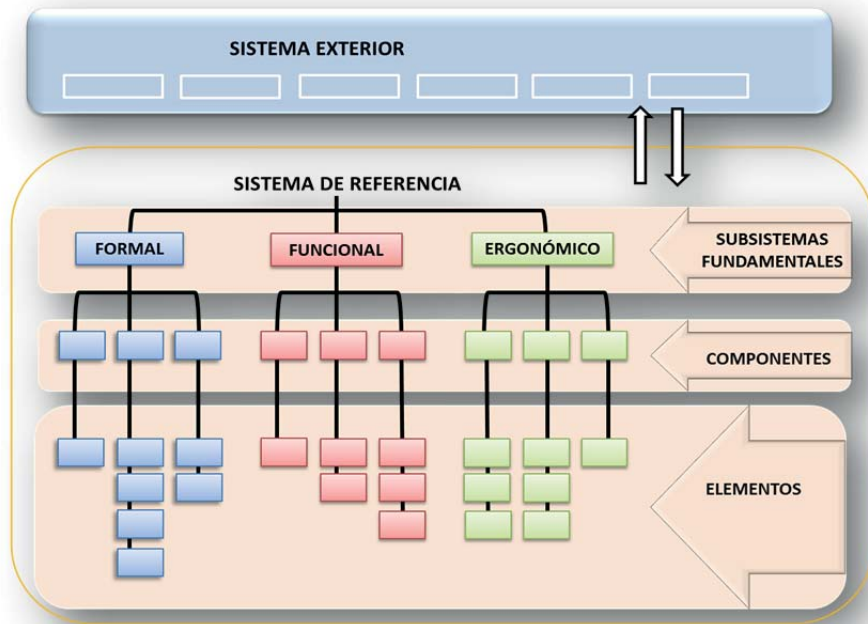 SISTEMA EXTERIOR
SISTEMA DE REFERENCIA
FORMAL
FUNCIONAL
ERGONÓMICO
SUBSISTEMAS
FUNDAMENTALES
COMPONENTES
ELEMENTOS